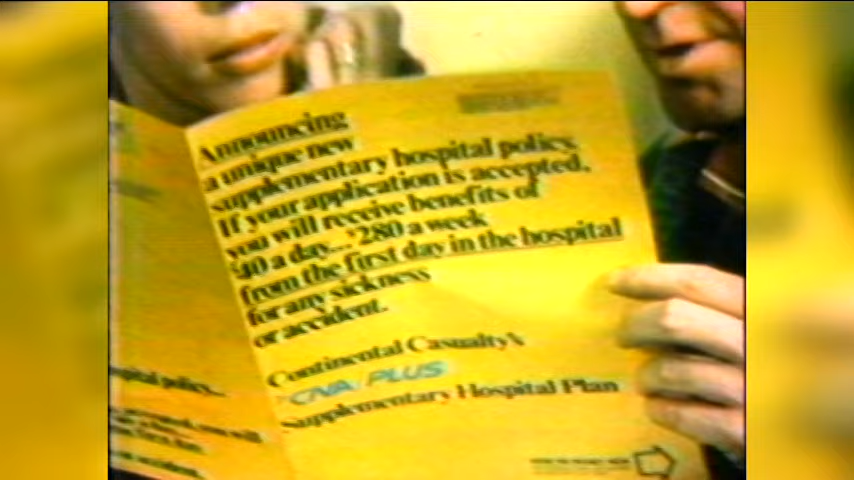 Announcing
a unique new
supplementary hospital policy.
If your application is accepted,
you will receive benefits of
$40 a day... $280 a week
from the first day in the hospital
for any sickness
or accident.
Continental Casualty's
CNA PLUS
Supplementary Hospital Plan